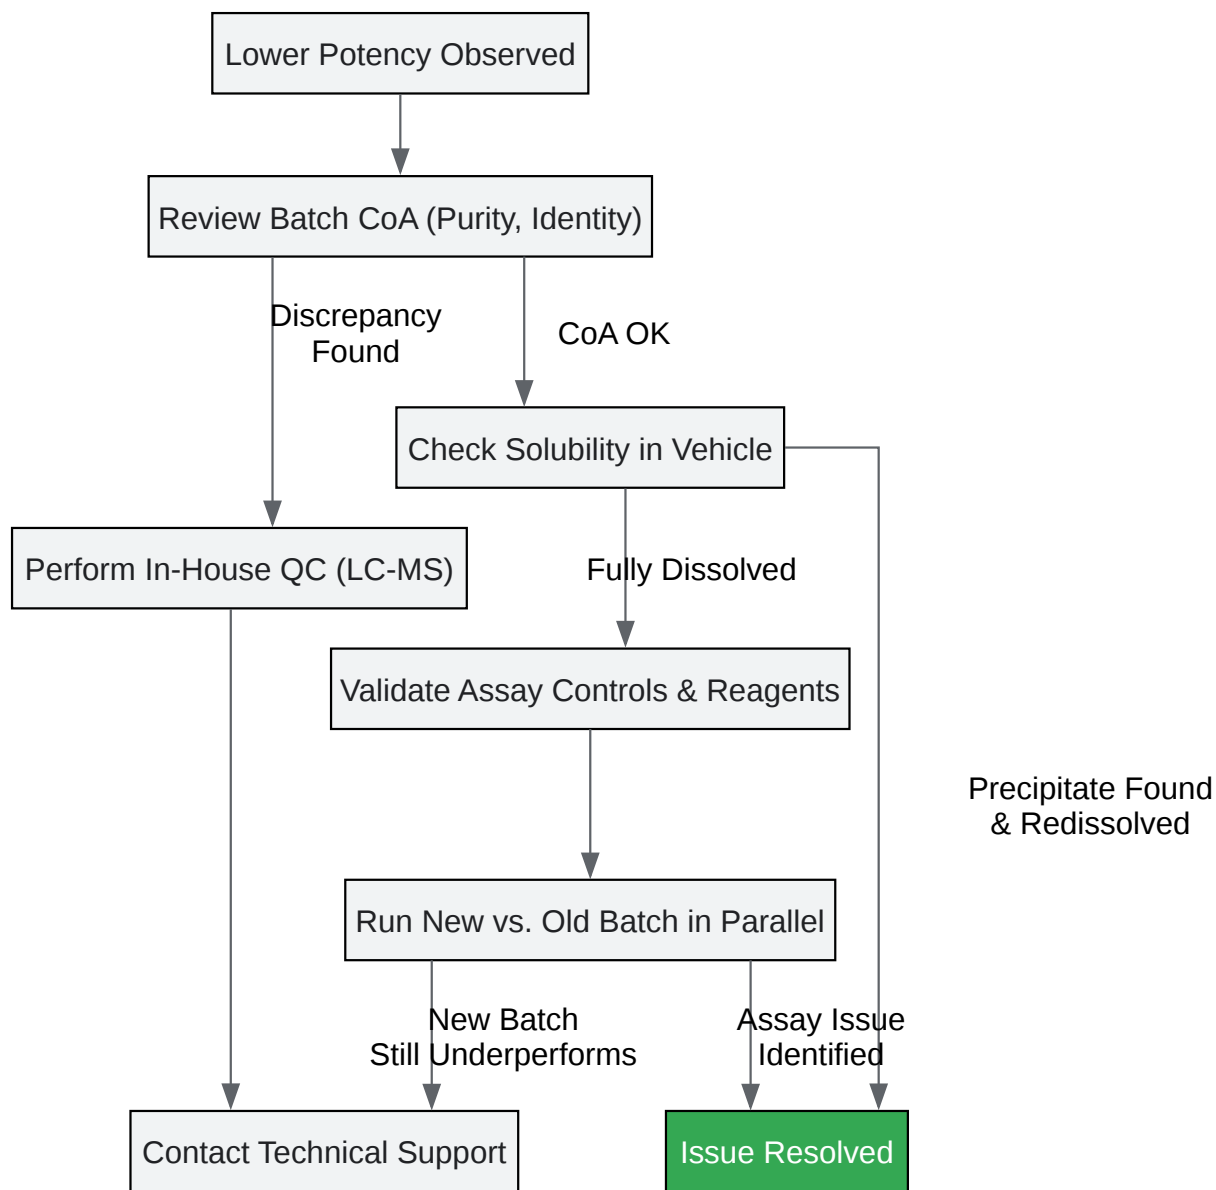 Lower Potency Observed
Review Batch CoA (Purity, Identity)
Discrepancy
Found
CoA OK
Check Solubility in Vehicle
Perform In-House QC (LC-MS)
Fully Dissolved
Validate Assay Controls & Reagents
Precipitate Found
& Redissolved
Run New vs. Old Batch in Parallel
New Batch
Still Underperforms
Assay Issue
Identified
Contact Technical Support
Issue Resolved